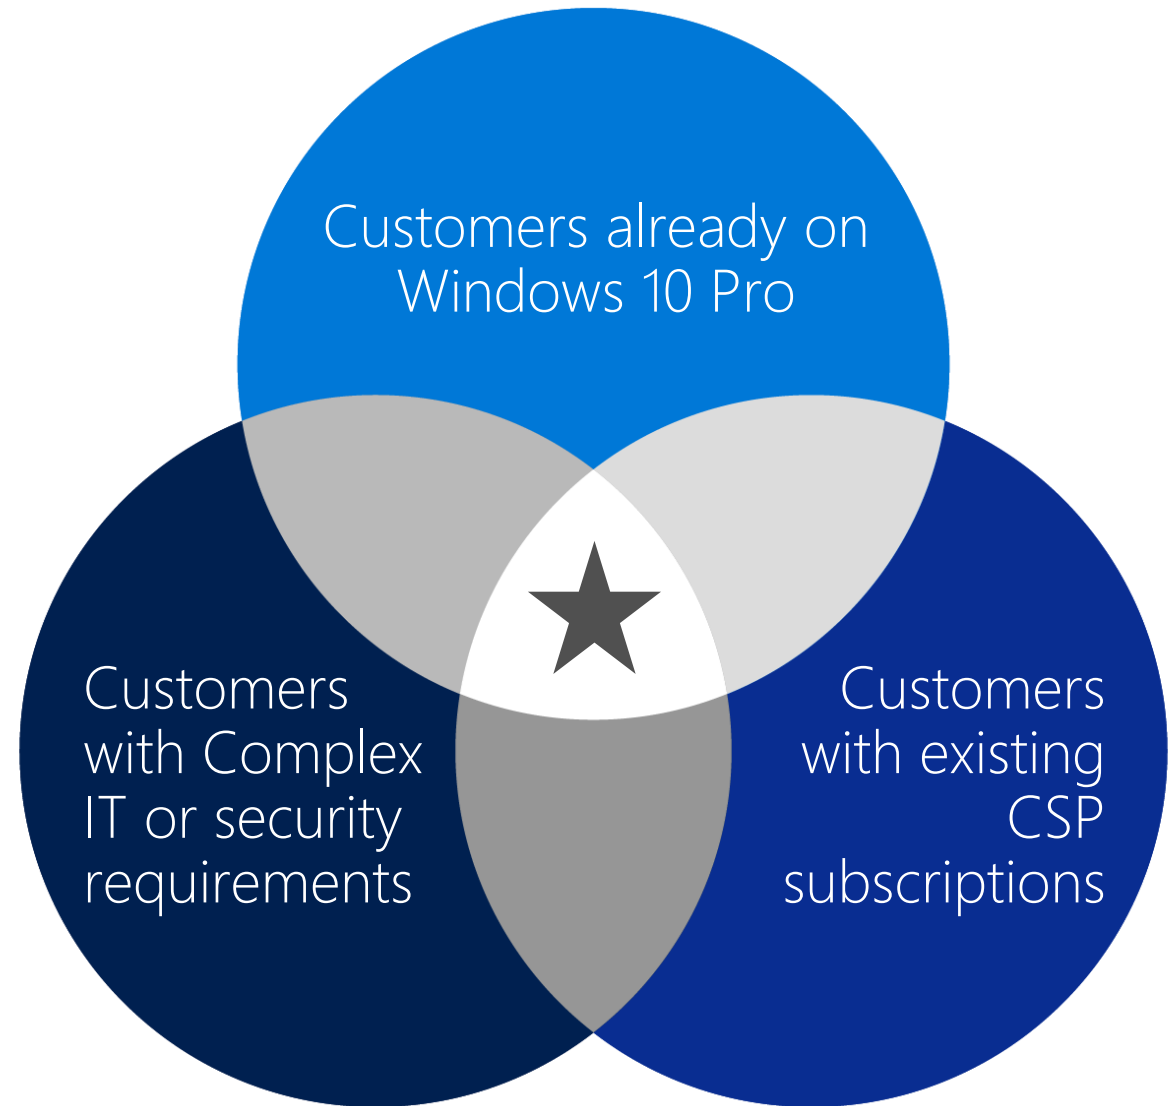 Customers already on
Windows 10 Pro
Customers
with Complex
IT or security
requirements
Customers
with existing
CSP
subscriptions